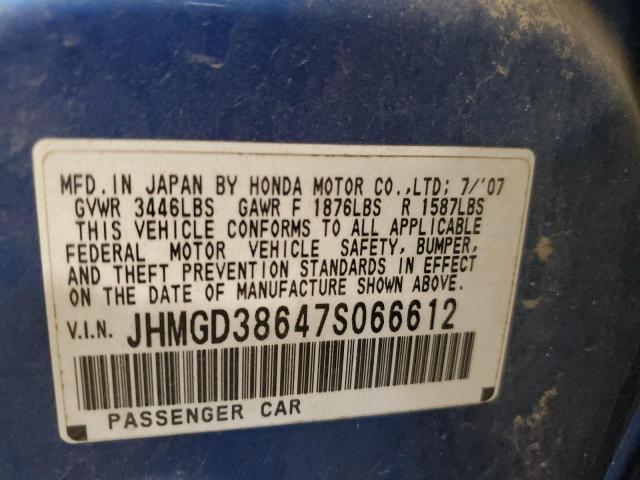 MFD. IN JAPAN BY HONDA MOTOR CO.,LTD; 7/'07
GVWR 3446LBS GAWR F 1876LBS R 1587LBS
THIS VEHICLE CONFORMS TO ALL APPLICABLE
FEDERAL MOTOR VEHICLE SAFETY, BUMPER,
AND THEFT PREVENTION STANDARDS IN EFFECT
ON THE DATE OF MANUFACTURE SHOWN ABOVE.
V.I.N. JHMGD38647S066612
PASSENGER CAR